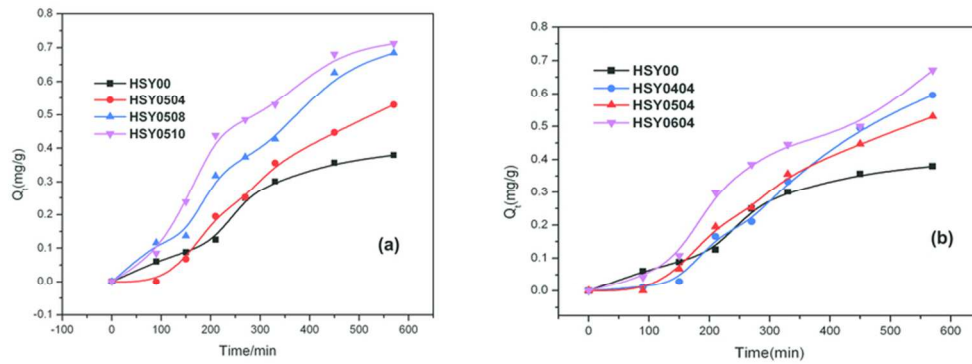 (a)
0.8
0.7
0.6
0.5
0.4
0.3
0.2
0.1
0.0
-0.1
Qt(mg/g)
HSY00
HSY0504
HSY0508
HSY0510
(a)
-100 0 100 200 300 400 500 600
Time/min
(b)
0.8
0.7
0.6
0.5
0.4
0.3
0.2
0.1
0.0
Qt(mg/g)
HSY00
HSY0404
HSY0504
HSY0604
(b)
0 100 200 300 400 500 600
Time(min)